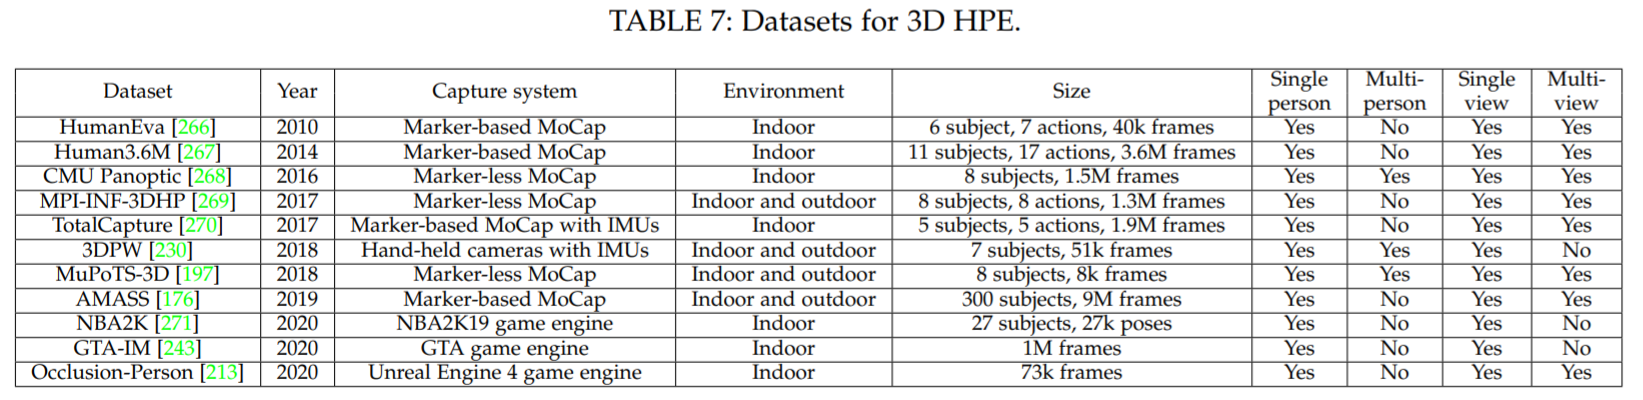 TABLE 7: Datasets for 3D HPE.
Dataset Year Capture system Environment Size Single person Multi-person Single view Multi-view
HumanEva [266] 2010 Marker-based MoCap Indoor 6 subject, 7 actions, 40k frames Yes No Yes Yes
Human3.6M [267] 2014 Marker-based MoCap Indoor 11 subjects, 17 actions, 3.6M frames Yes No Yes Yes
CMU Panoptic [268] 2016 Marker-less MoCap Indoor 8 subjects, 1.5M frames Yes Yes Yes Yes
MPI-INF-3DHP [269] 2017 Marker-less MoCap Indoor and outdoor 8 subjects, 8 actions, 1.3M frames Yes No Yes Yes
TotalCapture [270] 2017 Marker-based MoCap with IMUs Indoor 5 subjects, 5 actions, 1.9M frames Yes No Yes Yes
3DPW [230] 2018 Hand-held cameras with IMUs Indoor and outdoor 7 subjects, 51k frames Yes Yes Yes No
MuPoTS-3D [197] 2018 Marker-less MoCap Indoor and outdoor 8 subjects, 8k frames Yes Yes Yes Yes
AMASS [176] 2019 Marker-based MoCap Indoor and outdoor 300 subjects, 9M frames Yes No Yes Yes
NBA2K [271] 2020 NBA2K19 game engine Indoor 27 subjects, 27k poses Yes No Yes No
GTA-IM [243] 2020 GTA game engine Indoor 1M frames Yes No Yes No
Occlusion-Person [213] 2020 Unreal Engine 4 game engine Indoor 73k frames Yes No Yes Yes